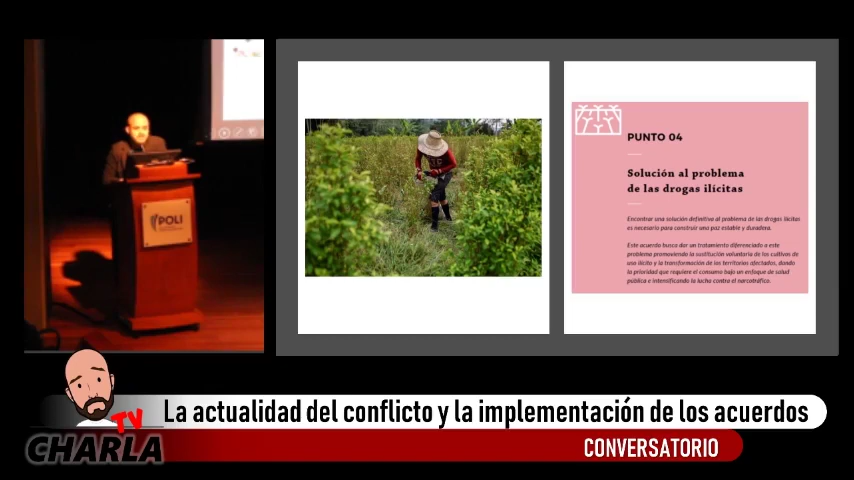 POLI
PUNTO 04
Solución al problema
de las drogas ilícitas
Encontrar una solución definitiva al problema de las drogas ilícitas
es necesario para construir una paz estable y duradera.
Este acuerdo busca dar un tratamiento diferenciado a este
problema promoviendo la sustitución voluntaria de los cultivos de
uso ilícito y la transformación de los territorios afectados, dando
la prioridad que requiere el consumo bajo un enfoque de salud
pública e intensificando la lucha contra el narcotráfico.
La actualidad del conflicto y la implementación de los acuerdos
TV
CHARLA
CONVERSATORIO